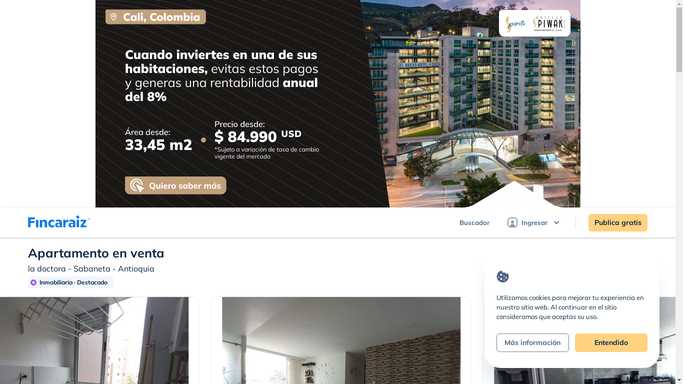 Cali, Colombia
Spiritto
HOTELES
SPIWAK
Cuando inviertes en una de sus
habitaciones, evitas estos pagos
y generas una rentabilidad anual
del 8%
Área desde:
33,45 m2
Precio desde:
$ 84.990 USD
*Sujeto a variación de tasa de cambio
vigente del mercado
Quiero saber más
Fincaraiz
Buscador
Ingresar
Publica gratis
Apartamento en venta
la doctora - Sabaneta - Antioquia
Inmobiliaria - Destacado
Utilizamos cookies para mejorar tu experiencia en
nuestro sitio web. Al continuar en el sitio
consideramos que aceptas su uso.
Más información
Entendido